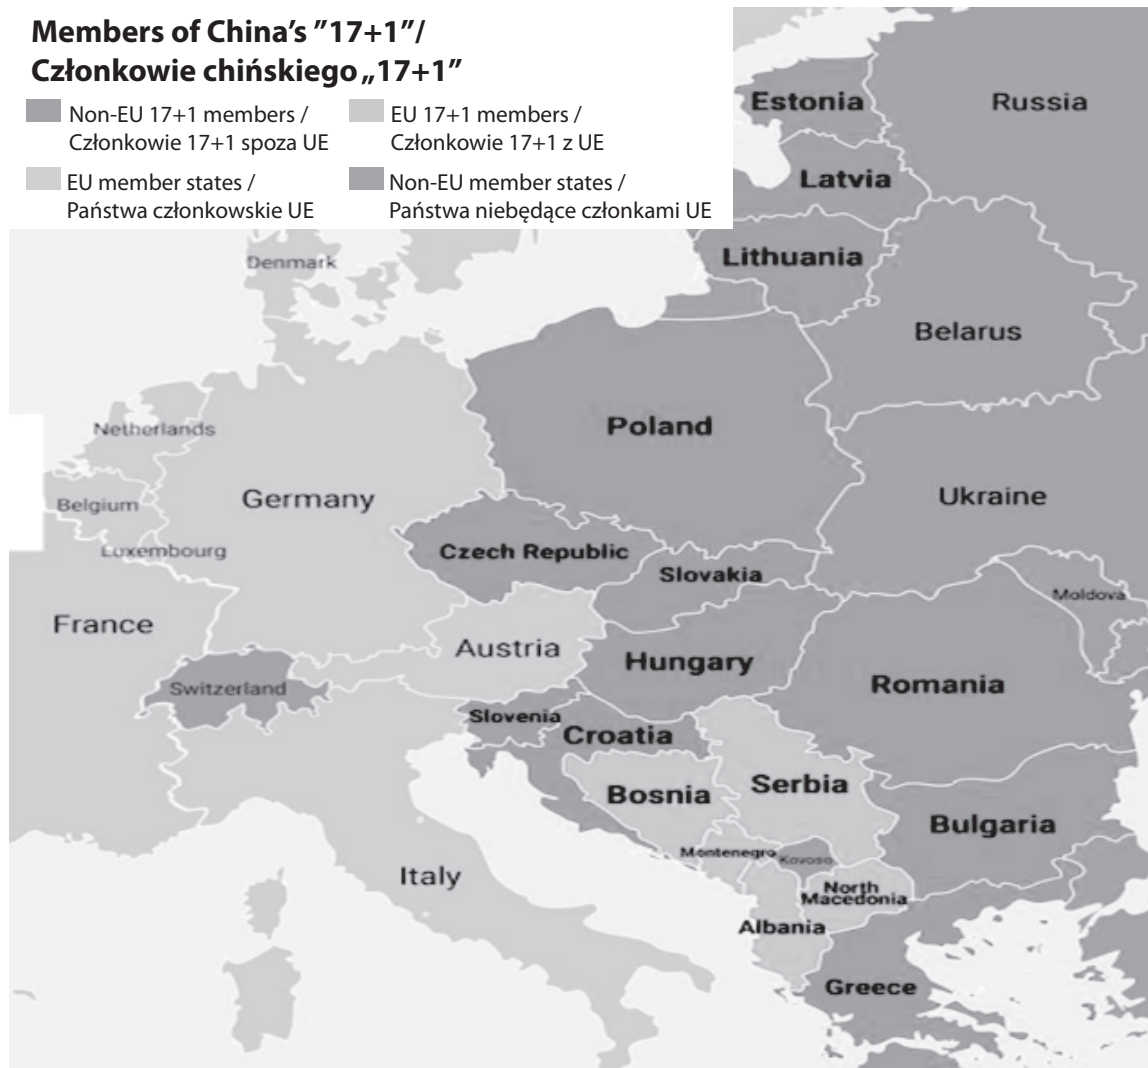 Members of China's "17+1"/
Członkowie chińskiego „17+1"
Non-EU 17+1 members /
Członkowie 17+1 spoza UE
EU 17+1 members /
Członkowie 17+1 z UE
EU member states /
Państwa członkowskie UE
Non-EU member states /
Państwa niebędące członkami UE
Estonia
Russia
Latvia
Lithuania
Denmark
Belarus
Netherlands
Poland
Germany
Ukraine
Belgium
Luxembourg
Czech Republic
Slovakia
Moldova
France
Austria
Hungary
Switzerland
Romania
Slovenia
Croatia
Serbia
Bosnia
Bulgaria
Montenegro
Kovoso
Italy
North
Macedonia
Albania
Greece